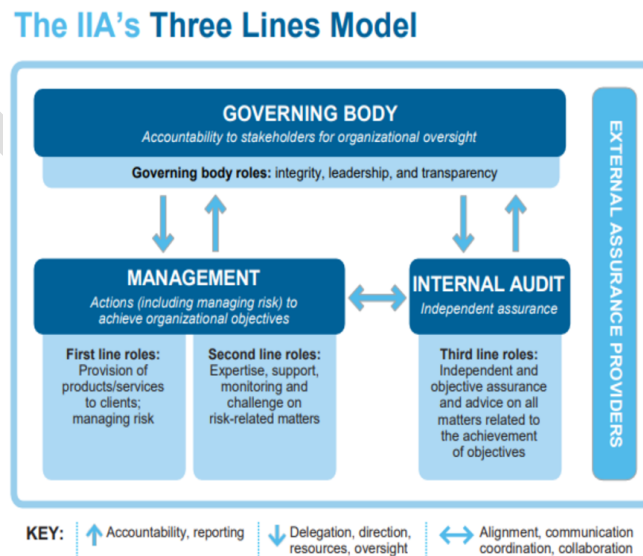 The IIA's Three Lines Model
GOVERNING BODY
Accountability to stakeholders for organizational oversight
Governing body roles: integrity, leadership, and transparency
MANAGEMENT
Actions (including managing risk) to
achieve organizational objectives
First line roles:
Provision of
products/services
to clients;
managing risk
Second line roles:
Expertise, support,
monitoring and
challenge on
risk-related matters
INTERNAL AUDIT
Independent assurance
Third line roles:
Independent and
objective assurance
and advice on all
matters related to
the achievement
of objectives
EXTERNAL ASSURANCE PROVIDERS
KEY:
Accountability, reporting
Delegation, direction,
resources, oversight
Alignment, communication
coordination, collaboration